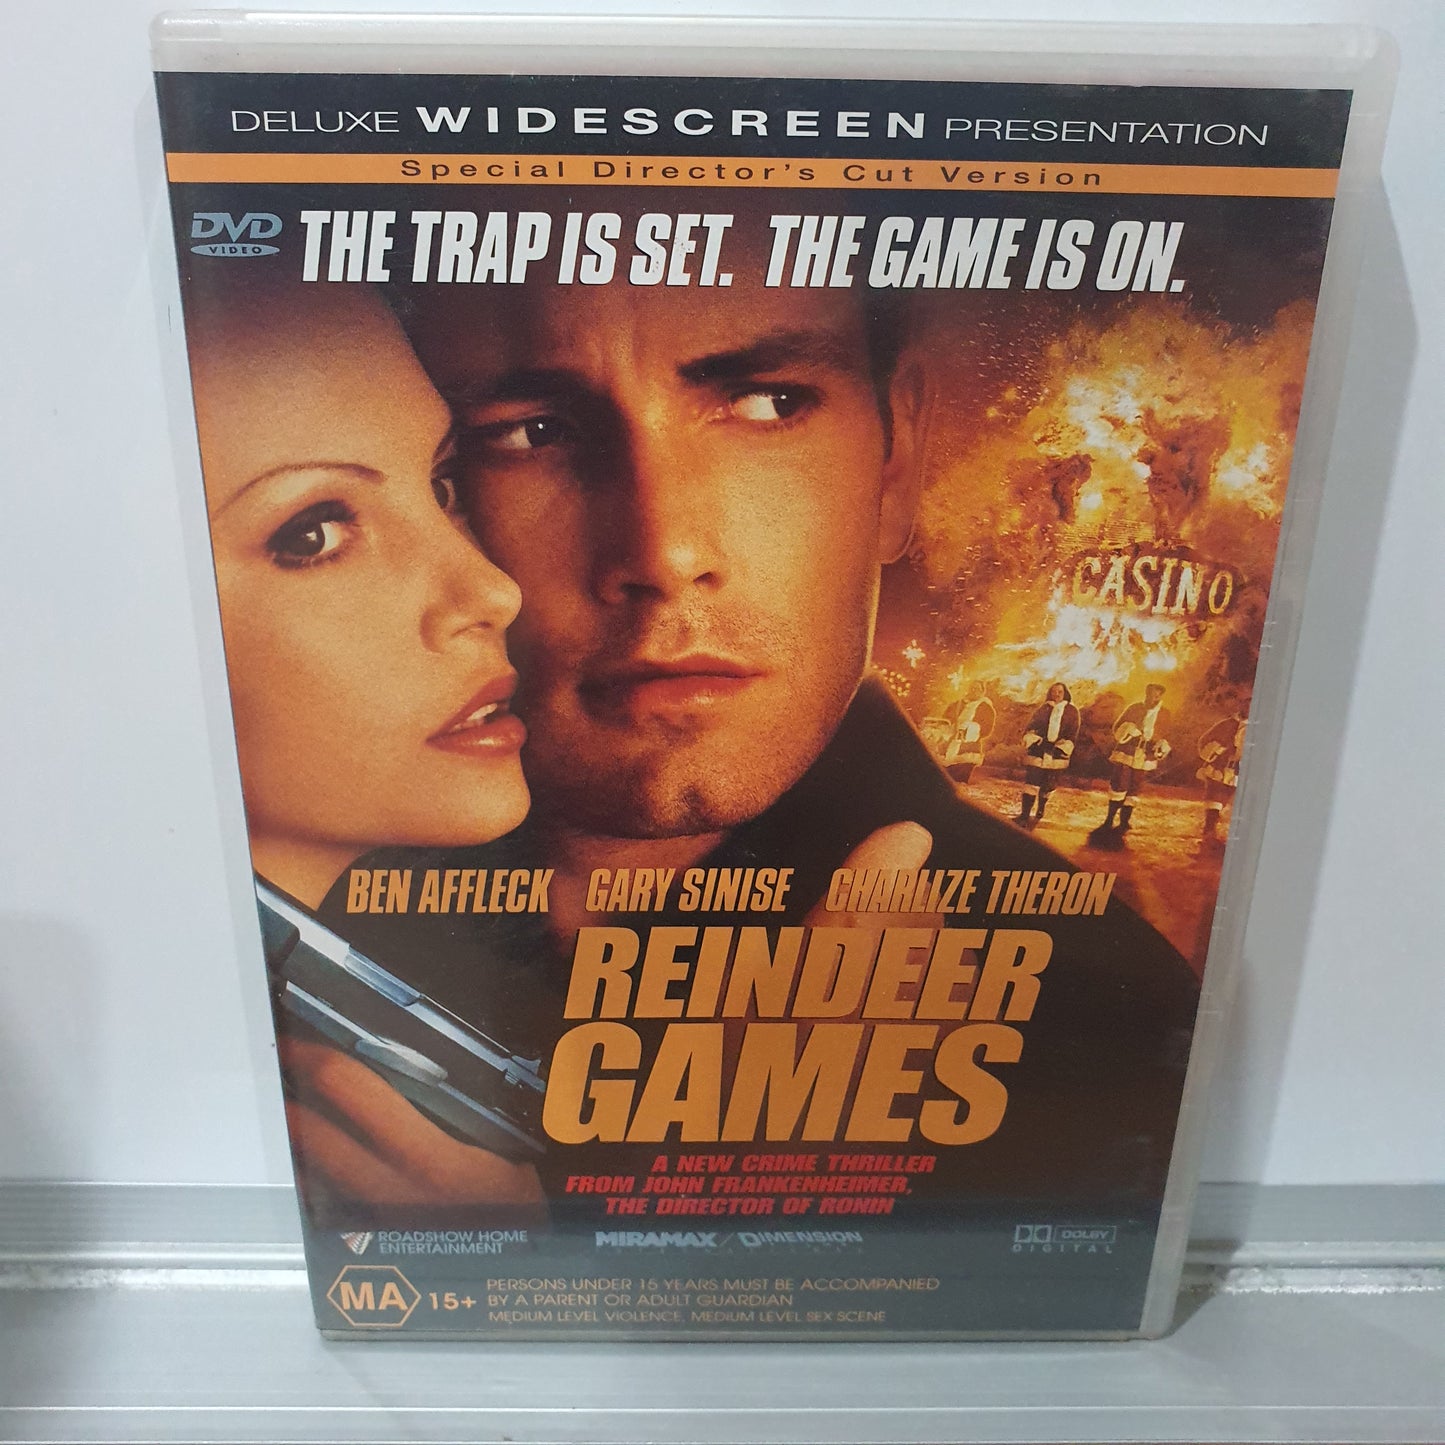 DELUXE WIDESCREEN PRESENTATION
Special Director's Cut Version
DVD
VIDEO
THE TRAP IS SET. THE GAME IS ON.
CASINO
BEN AFFLECK GARY SINISE CHARLIZE THERON
REINDEER
GAMES
A NEW CRIME THRILLER
FROM JOHN FRANKENHEIMER,
THE DIRECTOR OF RONIN
ROADSHOW HOME
ENTERTAINMENT
MIRAMAX / DIMENSION
DOLBY
DIGITAL
MA 15+
PERSONS UNDER 15 YEARS MUST BE ACCOMPANIED
BY A PARENT OR ADULT GUARDIAN
MEDIUM LEVEL VIOLENCE, MEDIUM LEVEL SEX SCENE